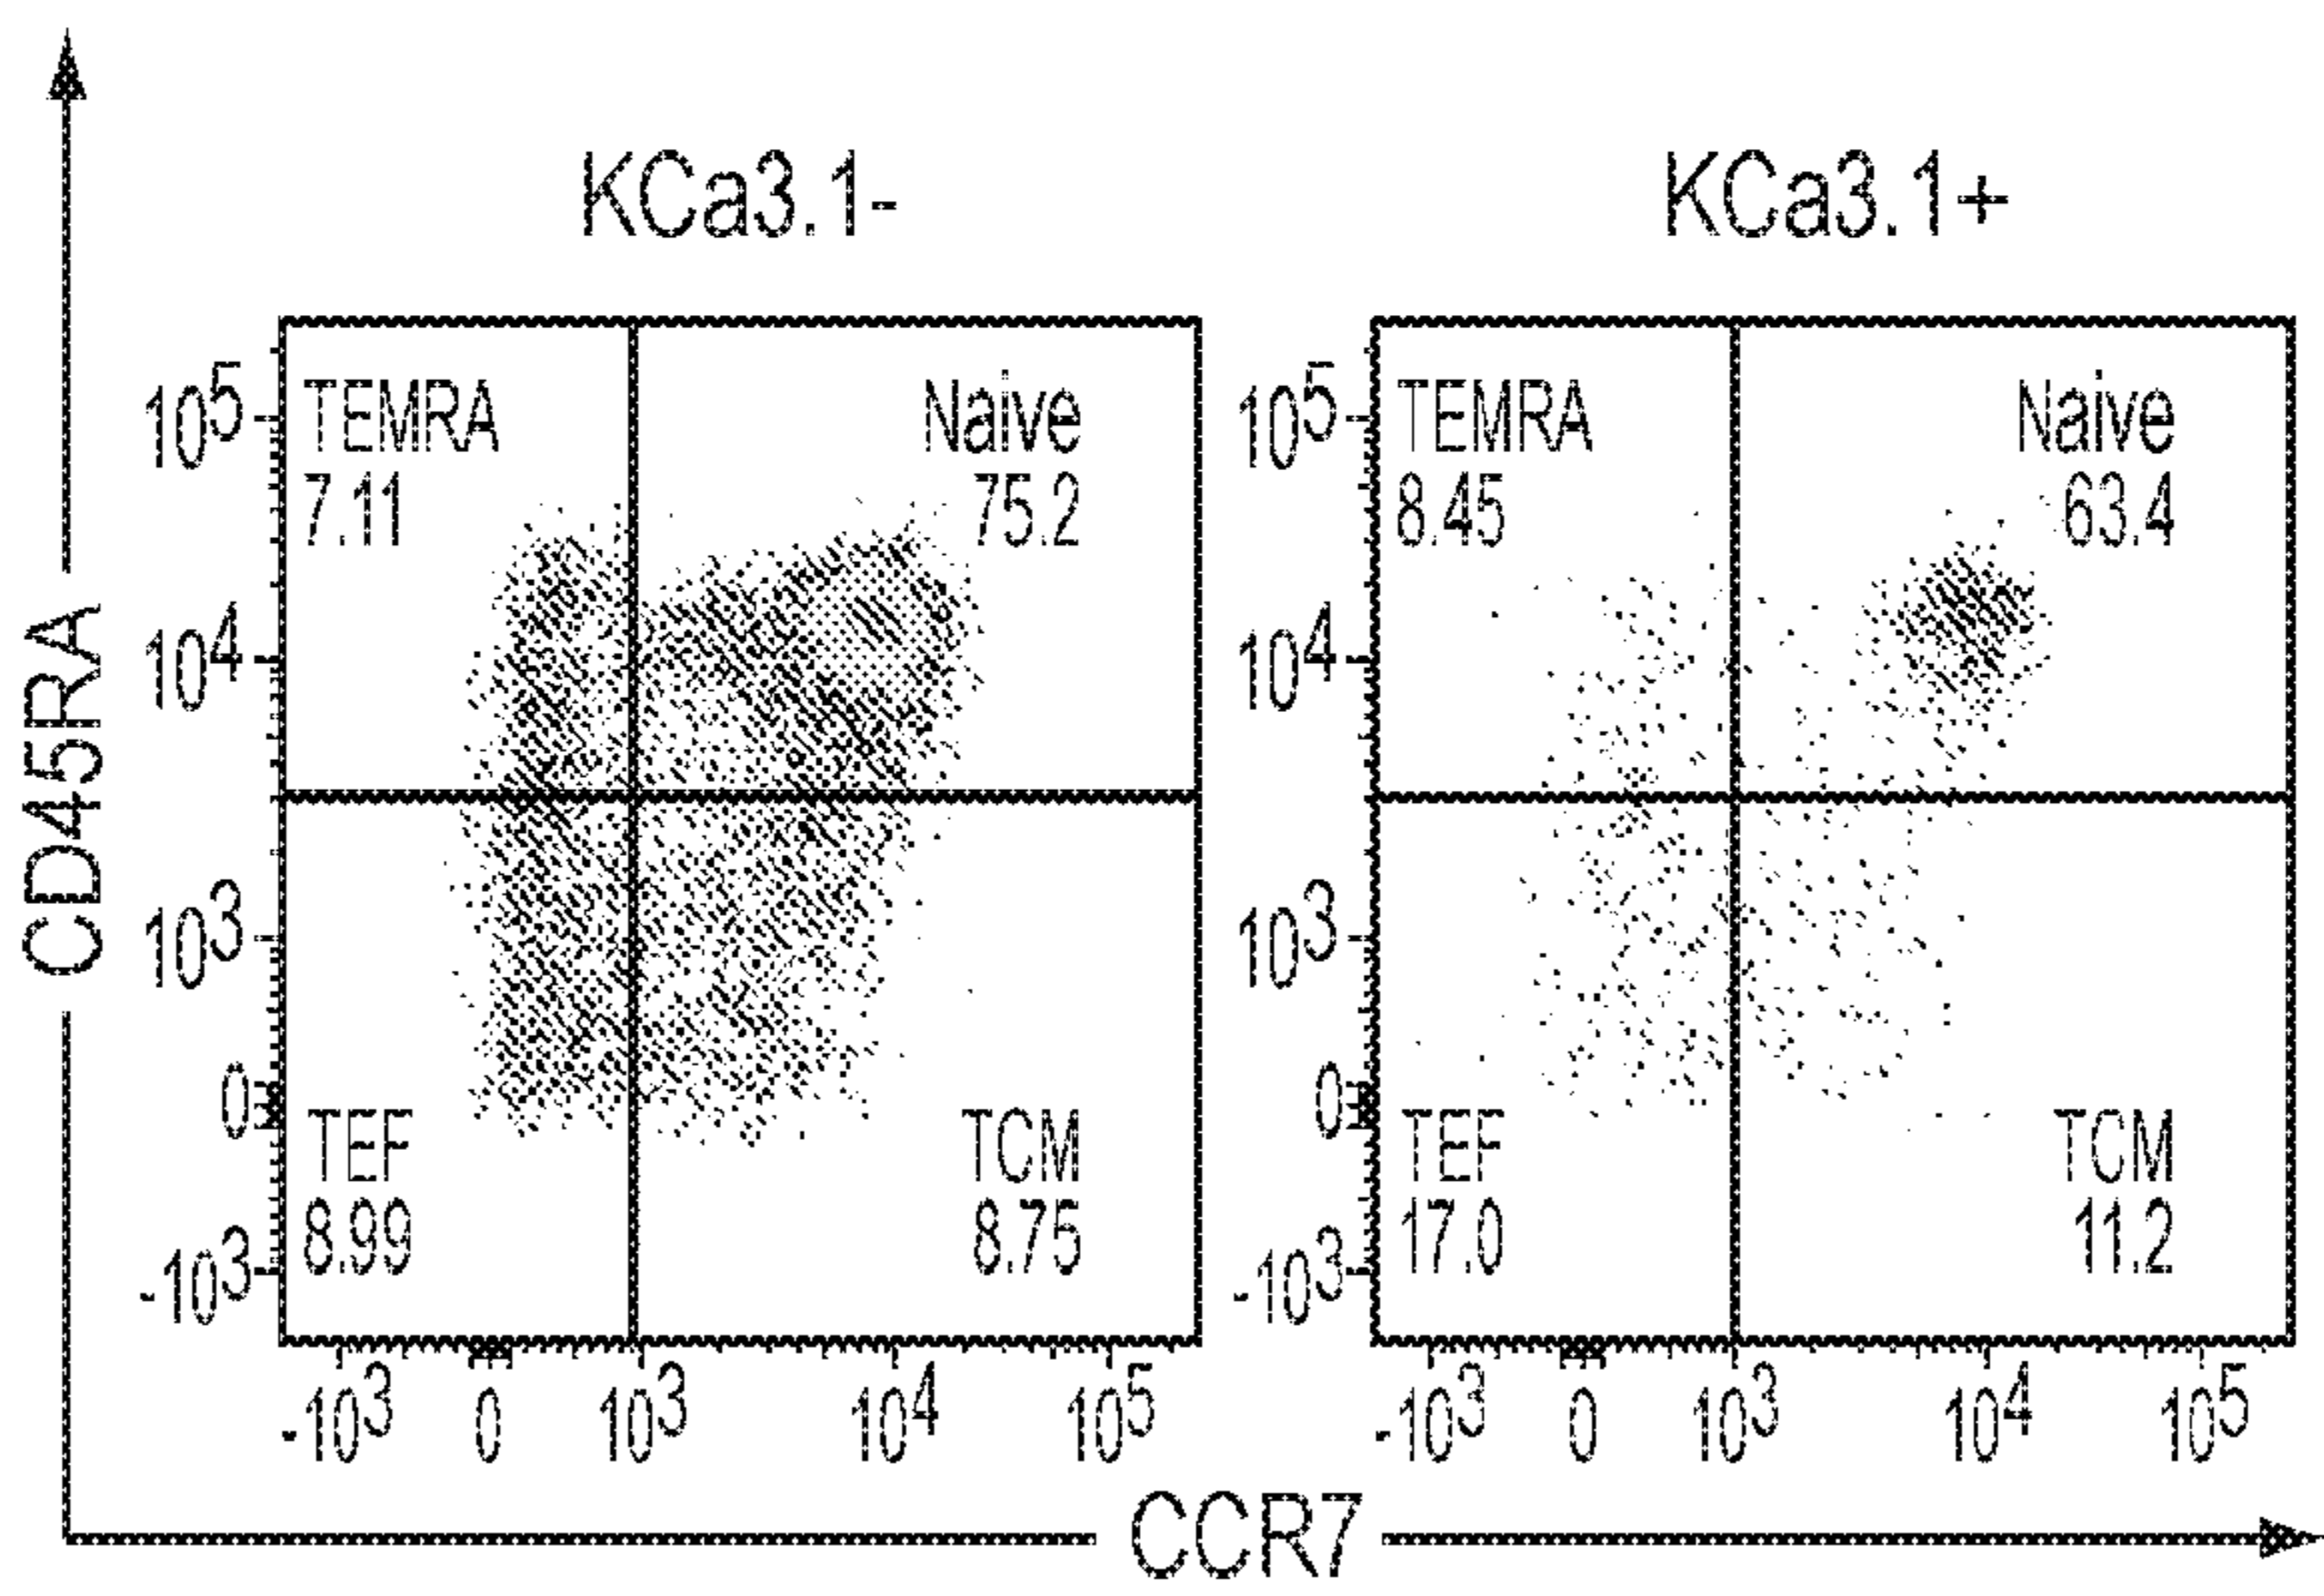 KCa3.1-
KCa3.1+
CD45RA
10^5
10^4
10^3
0
-10^3
TEMRA
7.11
Naive
75.2
TEF
8.99
TCM
8.75
-10^3 0 10^3 10^4 10^5
10^5
10^4
10^3
0
-10^3
TEMRA
8.45
Naive
63.4
TEF
17.0
TCM
11.2
-10^3 0 10^3 10^4 10^5
CCR7